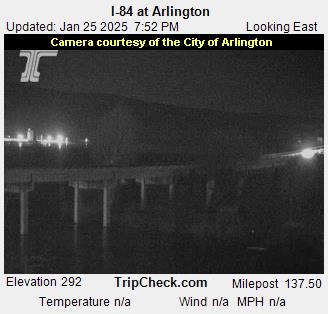 I-84 at Arlington
Updated: Jan 25 2025 7:52 PM Looking East
Camera courtesy of the City of Arlington
Elevation 292 TripCheck.com Milepost 137.50
Temperature n/a Wind n/a MPH n/a